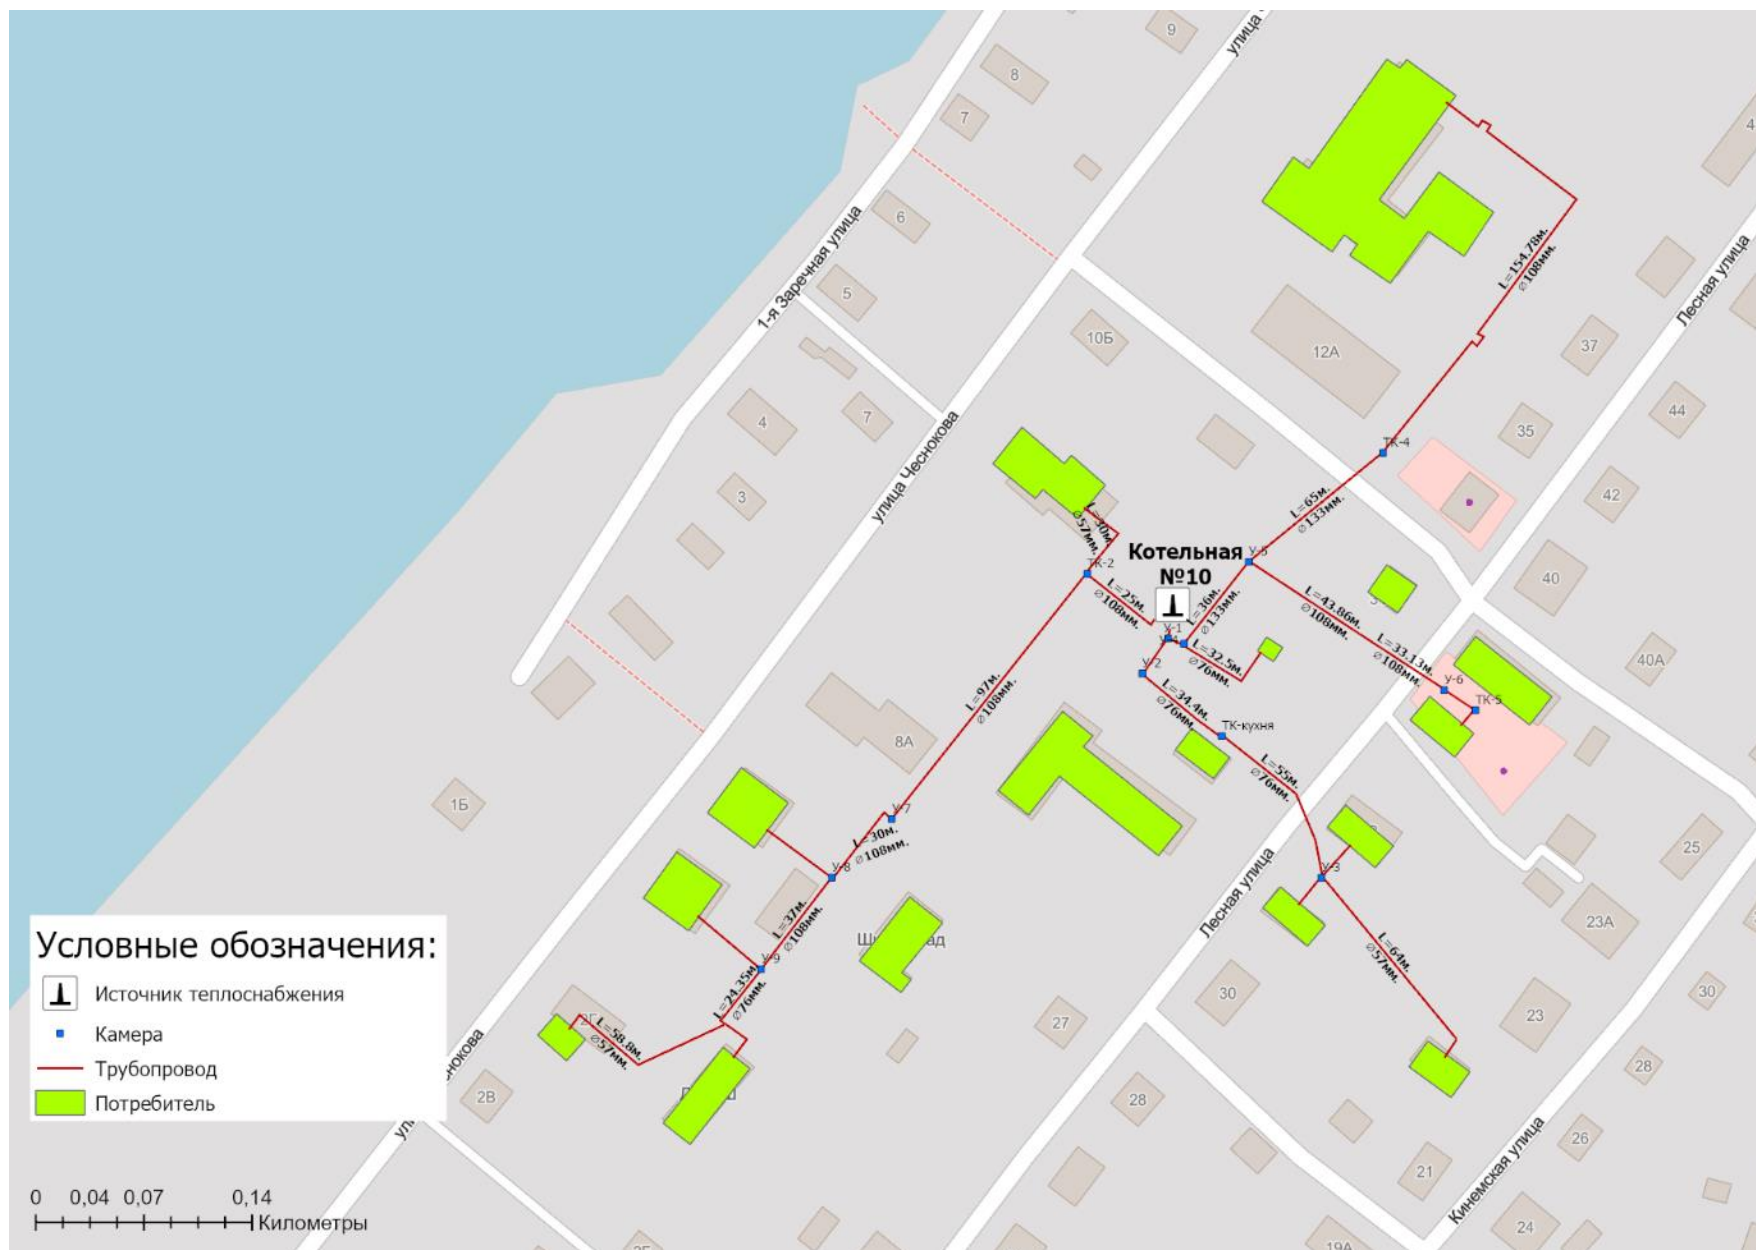 9
улица
8
7
4
6
1-я Заречная улица
5
Лесная улица
L=154.78м.
⌀108мм.
10Б
12А
37
44
4
7
улица Чеснокова
35
ТК-4
3
42
L=65м.
⌀133мм.
L=30м.
⌀57мм.
Котельная
№10
У-5
ТК-2
40
L=25м.
⌀108мм.
L=36м.
⌀133мм.
L=43.86м.
⌀108мм.
У-1
У-2
L=32.5м.
⌀76мм.
L=33.13м.
⌀108мм.
40А
У-6
ТК-5
L=97м.
⌀108мм.
L=34.4м.
⌀76мм.
ТК-кухня
8А
L=55м.
⌀76мм.
1Б
У-7
L=30м.
⌀108мм.
У-8
У-3
25
Лесная улица
23А
L=37м.
⌀108мм.
L=64м.
⌀57мм.
У-9
L=24.35м.
⌀76мм.
L=58.8м.
⌀57мм.
30
30
27
23
28
28
2В
26
21
Кинемская улица
24
19А
Условные обозначения:
Источник теплоснабжения
Камера
Трубопровод
Потребитель
0 0,04 0,07 0,14
Километры